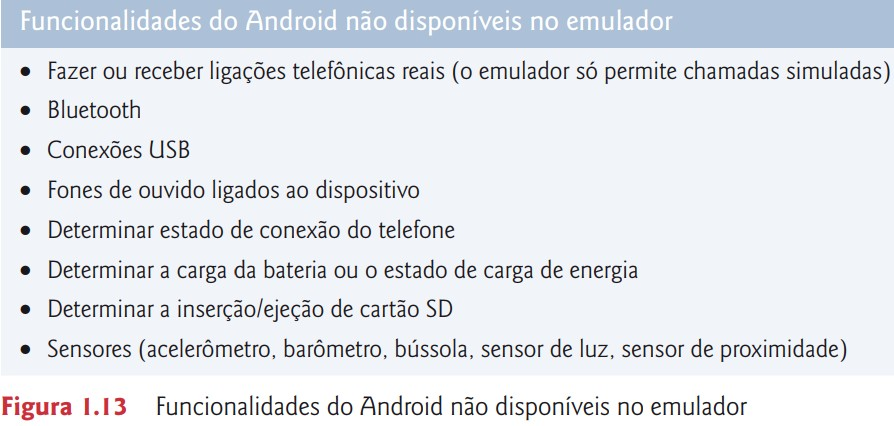 Funcionalidades do Android não disponíveis no emulador
• Fazer ou receber ligações telefônicas reais (o emulador só permite chamadas simuladas)
• Bluetooth
• Conexões USB
• Fones de ouvido ligados ao dispositivo
• Determinar estado de conexão do telefone
• Determinar a carga da bateria ou o estado de carga de energia
• Determinar a inserção/ejeção de cartão SD
• Sensores (acelerômetro, barômetro, bússola, sensor de luz, sensor de proximidade)
Figura 1.13 Funcionalidades do Android não disponíveis no emulador